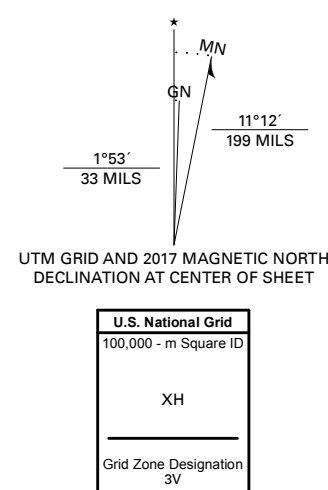 ★
MN
GN
11°12´
199 MILS
1°53´
33 MILS
UTM GRID AND 2017 MAGNETIC NORTH
DECLINATION AT CENTER OF SHEET
U.S. National Grid
100,000 - m Square ID
XH
Grid Zone Designation
3V